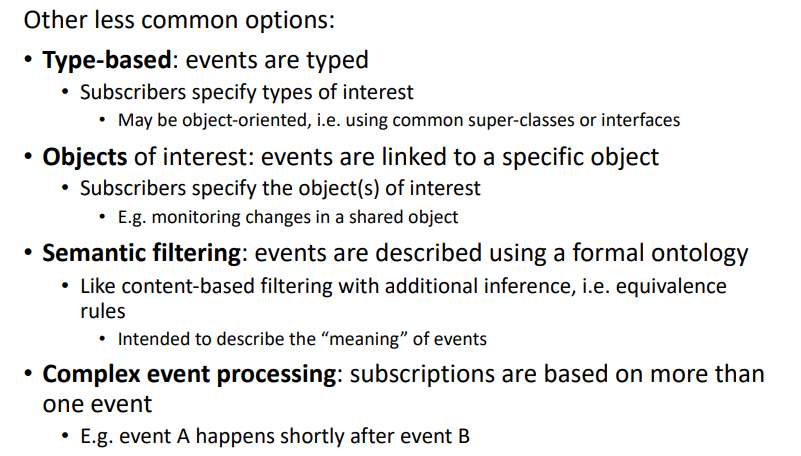 Other less common options:
• Type-based: events are typed
• Subscribers specify types of interest
• May be object-oriented, i.e. using common super-classes or interfaces
• Objects of interest: events are linked to a specific object
• Subscribers specify the object(s) of interest
• E.g. monitoring changes in a shared object
• Semantic filtering: events are described using a formal ontology
• Like content-based filtering with additional inference, i.e. equivalence
rules
• Intended to describe the “meaning” of events
• Complex event processing: subscriptions are based on more than
one event
• E.g. event A happens shortly after event B